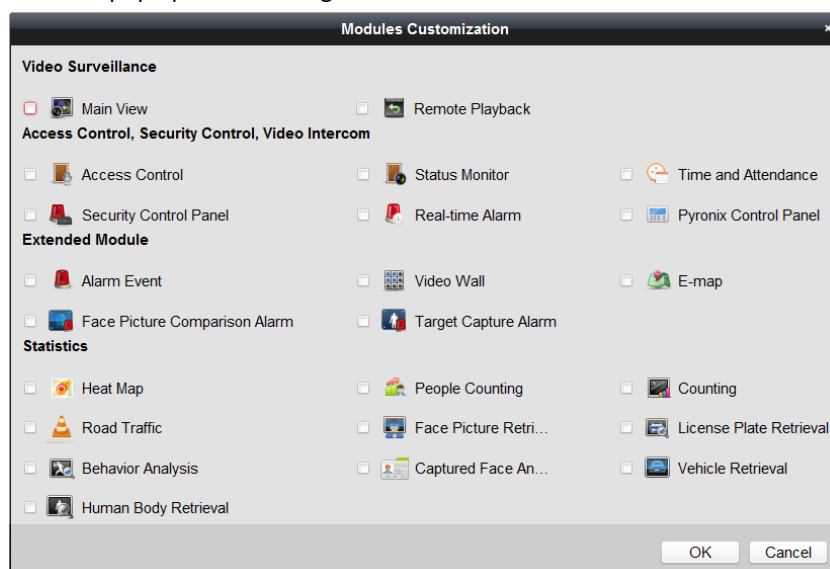 Modules Customization
Video Surveillance
Main View Remote Playback
Access Control, Security Control, Video Intercom
Access Control Status Monitor Time and Attendance
Security Control Panel Real-time Alarm Pyronix Control Panel
Extended Module
Alarm Event Video Wall E-map
Face Picture Comparison Alarm Target Capture Alarm
Statistics
Heat Map People Counting Counting
Road Traffic Face Picture Retri... License Plate Retrieval
Behavior Analysis Captured Face An... Vehicle Retrieval
Human Body Retrieval
OK Cancel